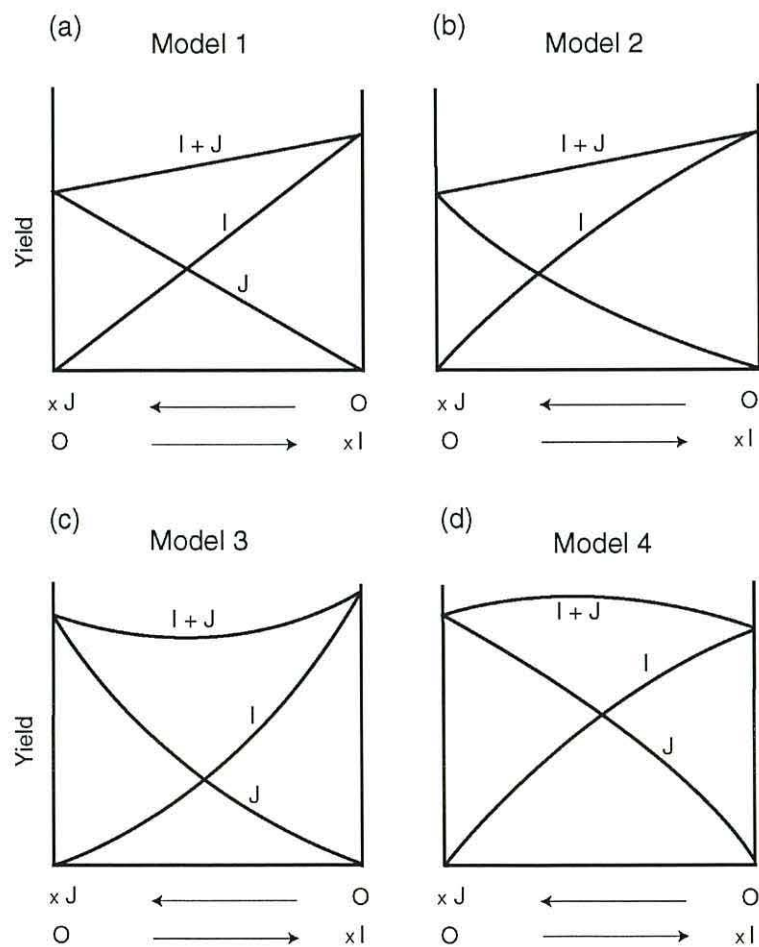 (a)
Model 1
I + J
I
J
Yield
x J O
O x I
(b)
Model 2
I + J
I
x J O
O x I
(c)
Model 3
I + J
I
J
Yield
x J O
O x I
(d)
Model 4
I + J
I
J
x J O
O x I